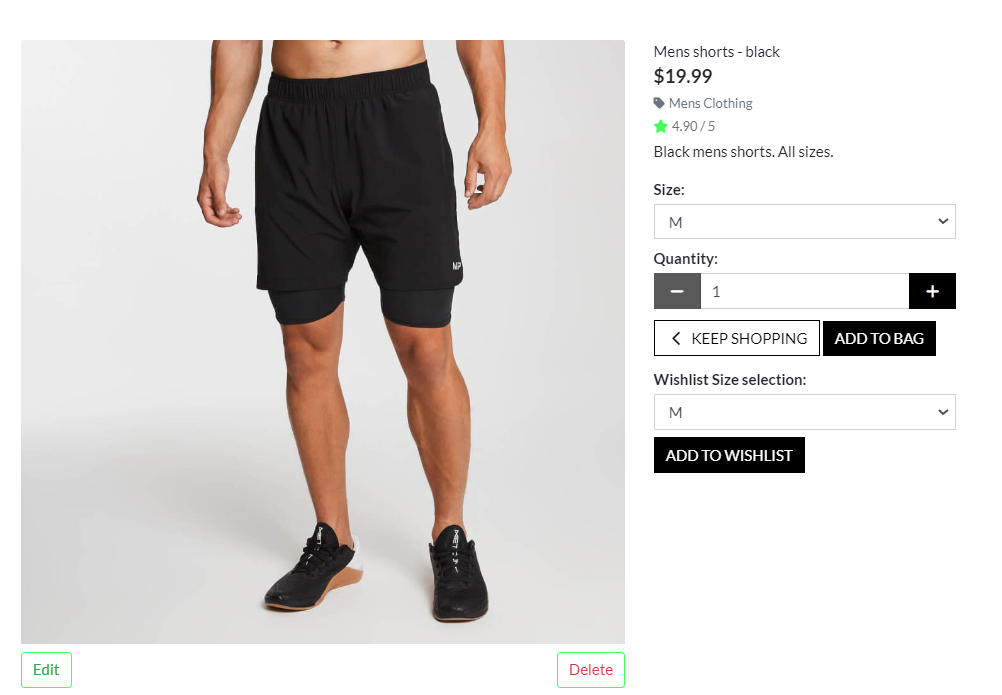 Mens shorts - black
$19.99
Mens Clothing
4.90 / 5
Black mens shorts. All sizes.
Size:
M
Quantity:
1
KEEP SHOPPING
ADD TO BAG
Wishlist Size selection:
M
ADD TO WISHLIST
MP
Edit
Delete